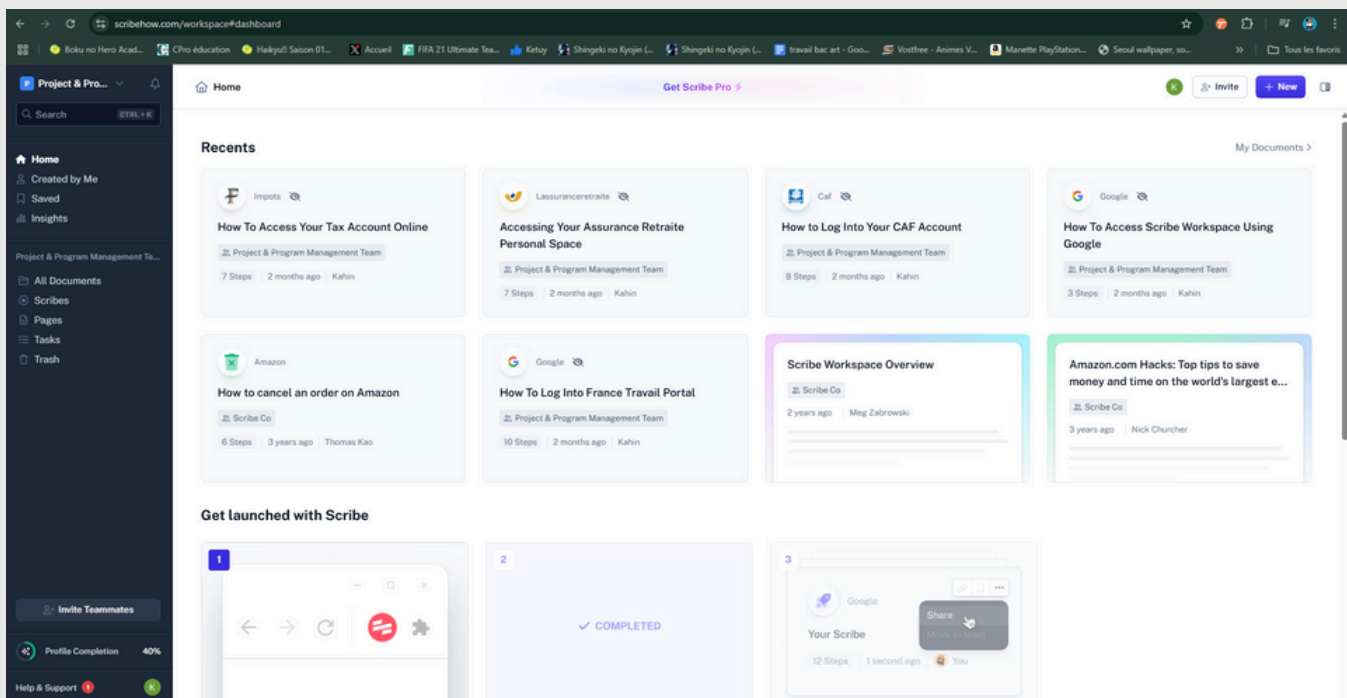 scribehow.com/workspace#dashboard
Boku no Hero Acad...
CPro éducation
Haikyu!! Saison 01...
Accueil
FIFA 21 Ultimate Tea...
Ketuy
Shingeki no Kyojin (...
Shingeki no Kyojin (...
travail bac art - Goo...
Vostfree - Animes V...
Manette PlayStation...
Seoul wallpaper, so...
»
Tous les favoris
Project & Pro...
Search
CTRL + K
Home
Created by Me
Saved
Insights
Project & Program Management Te...
All Documents
Scribes
Pages
Tasks
Trash
Invite Teammates
Profile Completion 40%
Help & Support 1
K
Home
Get Scribe Pro
K
Invite
+ New
Recents
My Documents >
Impots
How To Access Your Tax Account Online
Project & Program Management Team
7 Steps 2 months ago Kahin
Lassuranceretraite
Accessing Your Assurance Retraite
Personal Space
Project & Program Management Team
7 Steps 2 months ago Kahin
Caf
How to Log Into Your CAF Account
Project & Program Management Team
8 Steps 2 months ago Kahin
Google
How To Access Scribe Workspace Using
Google
Project & Program Management Team
3 Steps 2 months ago Kahin
Amazon
How to cancel an order on Amazon
Scribe Co
6 Steps 3 years ago Thomas Kao
Google
How To Log Into France Travail Portal
Project & Program Management Team
10 Steps 2 months ago Kahin
Scribe Workspace Overview
Scribe Co
2 years ago Meg Zabrowski
Amazon.com Hacks: Top tips to save
money and time on the world's largest e...
Scribe Co
3 years ago Nick Churcher
Get launched with Scribe
1
2
COMPLETED
3
Google
Your Scribe
12 Steps 1 second ago You
Share
Move to team